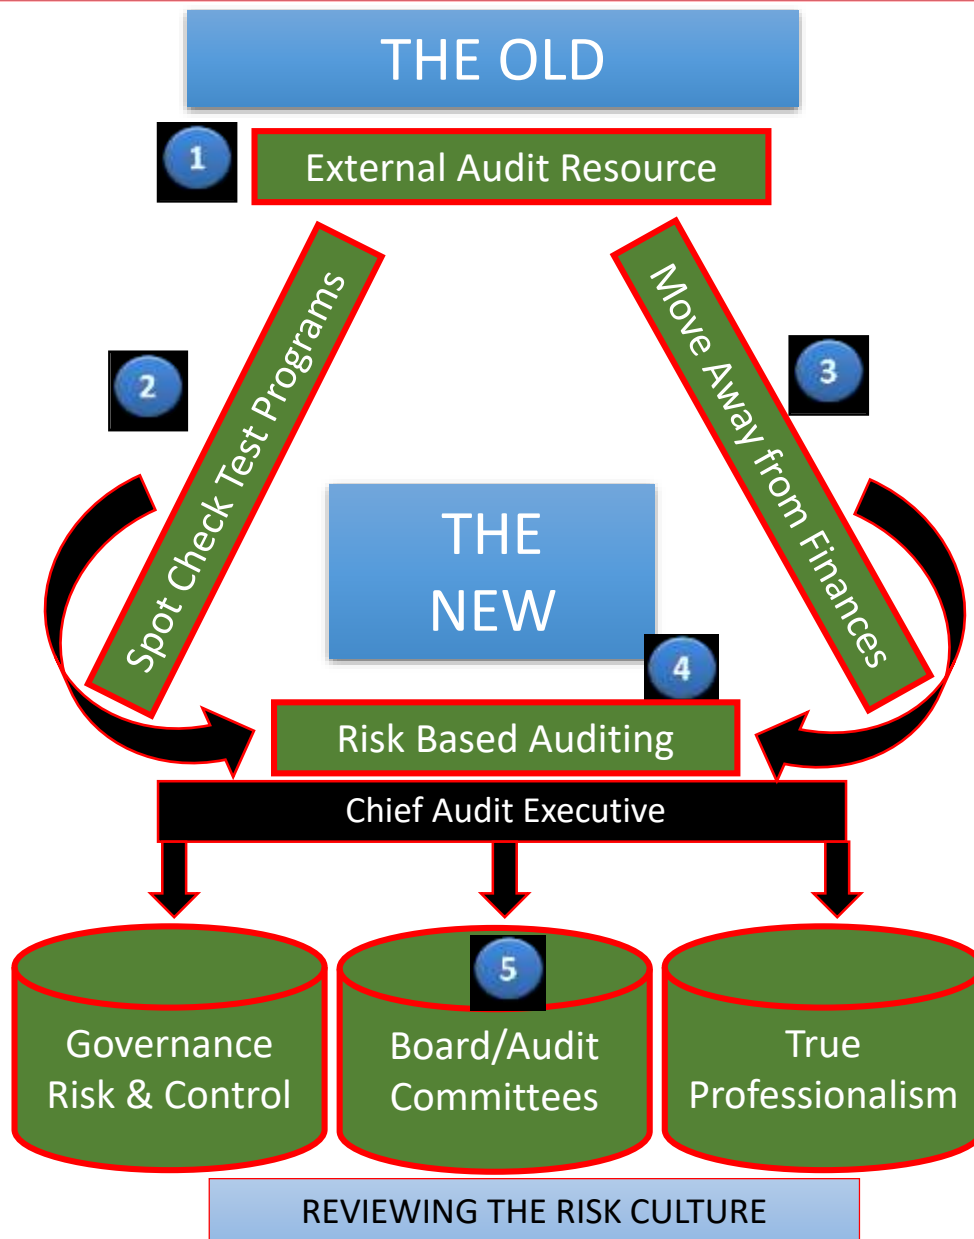 THE OLD
1
External Audit Resource
2
Spot Check Test Programs
3
Move Away from Finances
THE
NEW
4
Risk Based Auditing
Chief Audit Executive
Governance
Risk & Control
5
Board/Audit
Committees
True
Professionalism
REVIEWING THE RISK CULTURE